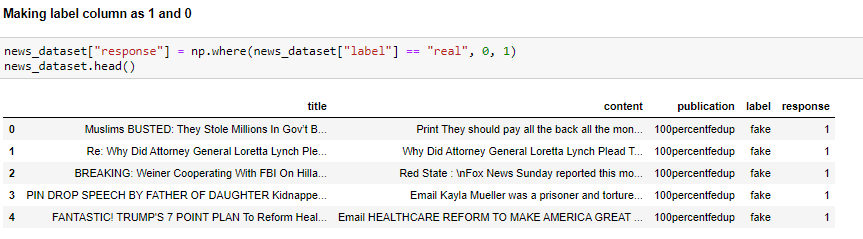 Making label column as 1 and 0
news_dataset["response"] = np.where(news_dataset["label"] == "real", 0, 1)
news_dataset.head()
title content publication label response
0 Muslims BUSTED: They Stole Millions In Gov't B... Print They should pay all the back all the mon... 100percentfedup fake 1
1 Re: Why Did Attorney General Loretta Lynch Ple... Why Did Attorney General Loretta Lynch Plead T... 100percentfedup fake 1
2 BREAKING: Weiner Cooperating With FBI On Hilla... Red State : \nFox News Sunday reported this mo... 100percentfedup fake 1
3 PIN DROP SPEECH BY FATHER OF DAUGHTER Kidnappe... Email Kayla Mueller was a prisoner and torture... 100percentfedup fake 1
4 FANTASTIC! TRUMP'S 7 POINT PLAN To Reform Heal... Email HEALTHCARE REFORM TO MAKE AMERICA GREAT ... 100percentfedup fake 1